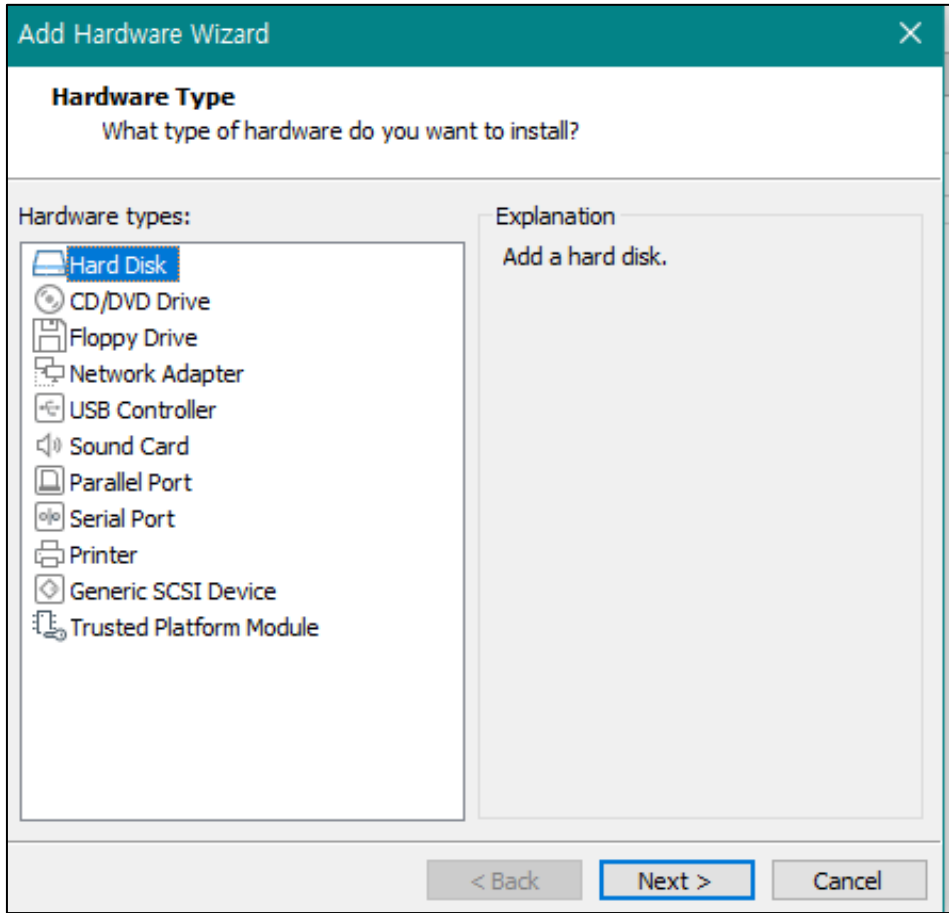 Add Hardware Wizard
Hardware Type
What type of hardware do you want to install?
Hardware types:
Hard Disk
CD/DVD Drive
Floppy Drive
Network Adapter
USB Controller
Sound Card
Parallel Port
Serial Port
Printer
Generic SCSI Device
Trusted Platform Module
Explanation
Add a hard disk.
< Back
Next >
Cancel